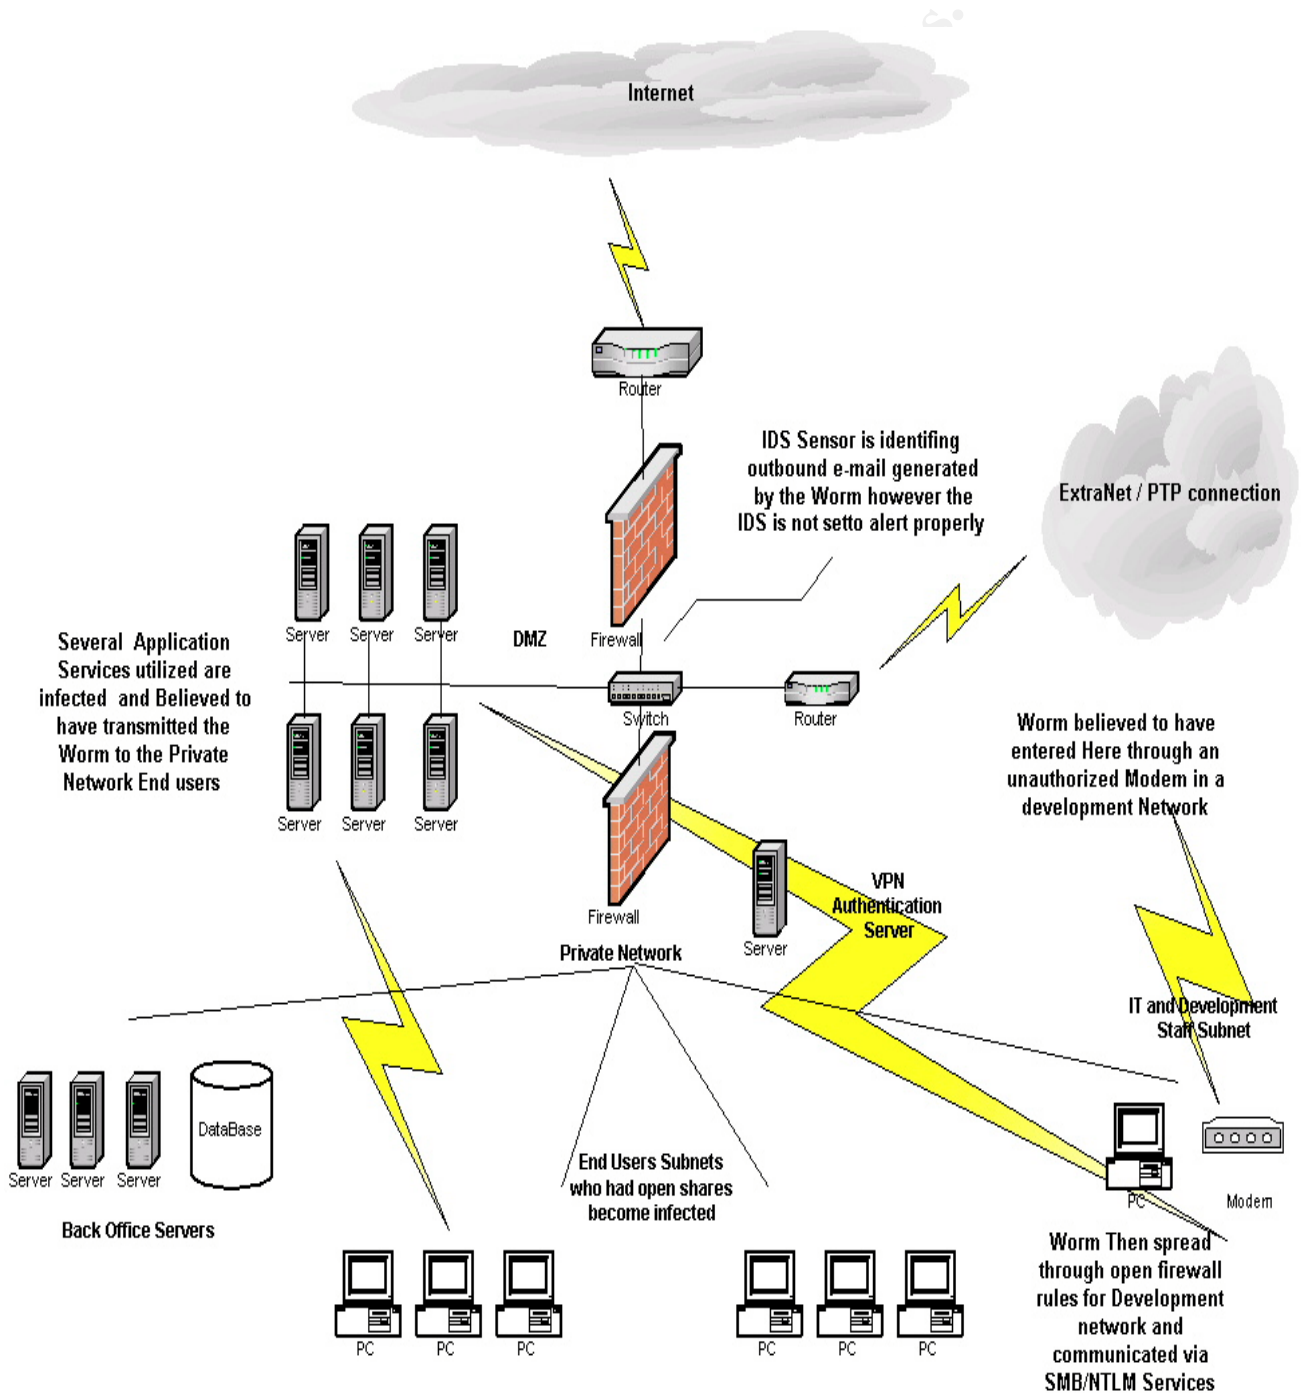 Internet
Router
IDS Sensor is identifing
outbound e-mail generated
by the Worm however the
IDS is not setto alert properly
ExtraNet / PTP connection
Server
Server
Server
DMZ
Firewall
Several Application
Services utilized are
infected and Believed to
have transmitted the
Worm to the Private
Network End users
Switch
Router
Worm believed to have
entered Here through an
unauthorized Modem in a
development Network
Server
Server
Server
Firewall
Server
VPN
Authentication
Server
Private Network
IT and Development
Staff Subnet
DataBase
Server
Server
Server
Back Office Servers
End Users Subnets
who had open shares
become infected
PC
Modem
PC
PC
PC
PC
PC
PC
Worm Then spread
through open firewall
rules for Development
network and
communicated via
SMB/NTLM Services